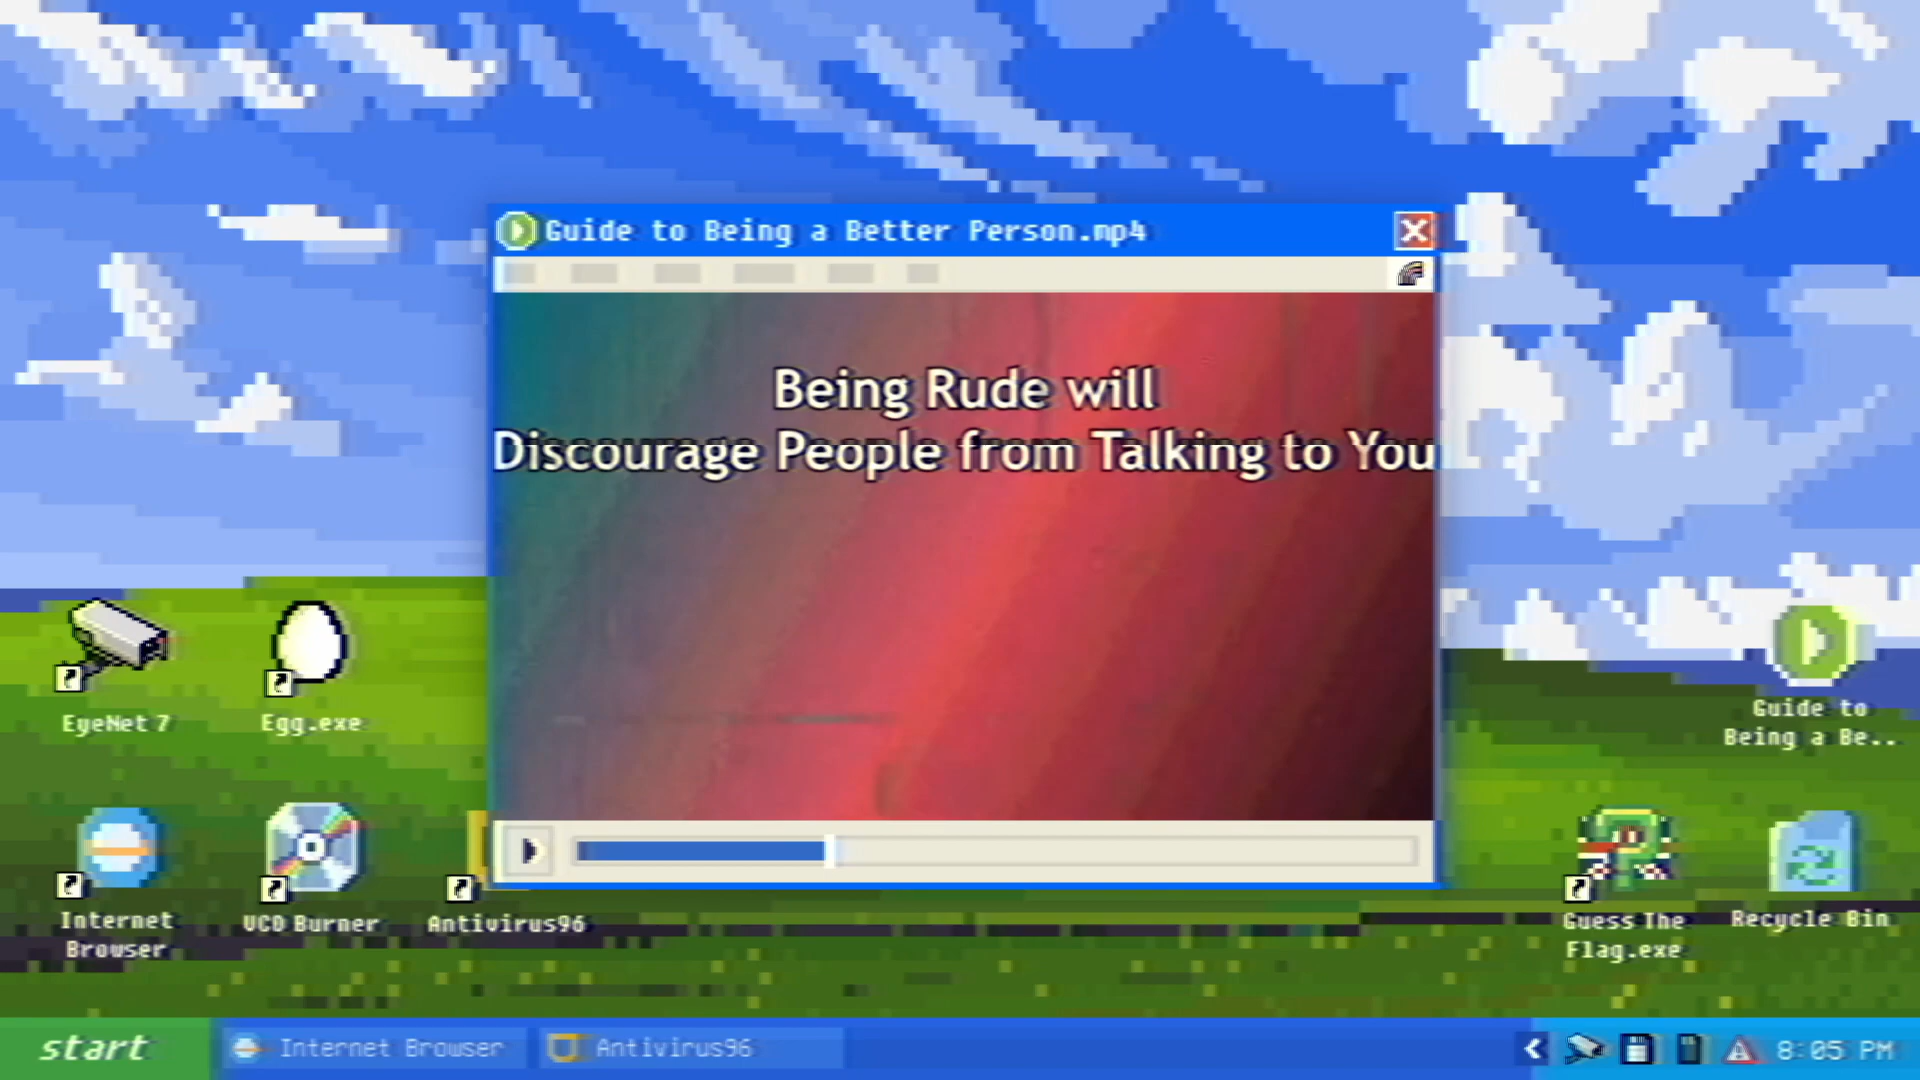 Guide to Being a Better Person.mp4
Being Rude will
Discourage People from Talking to You
EyeNet 7
Egg.exe
Guide to
Being a Be..
Internet
Browser
VCD Burner
Antivirus96
Guess The
Flag.exe
Recycle Bin
start
Internet Browser
Antivirus96
8:05 PM